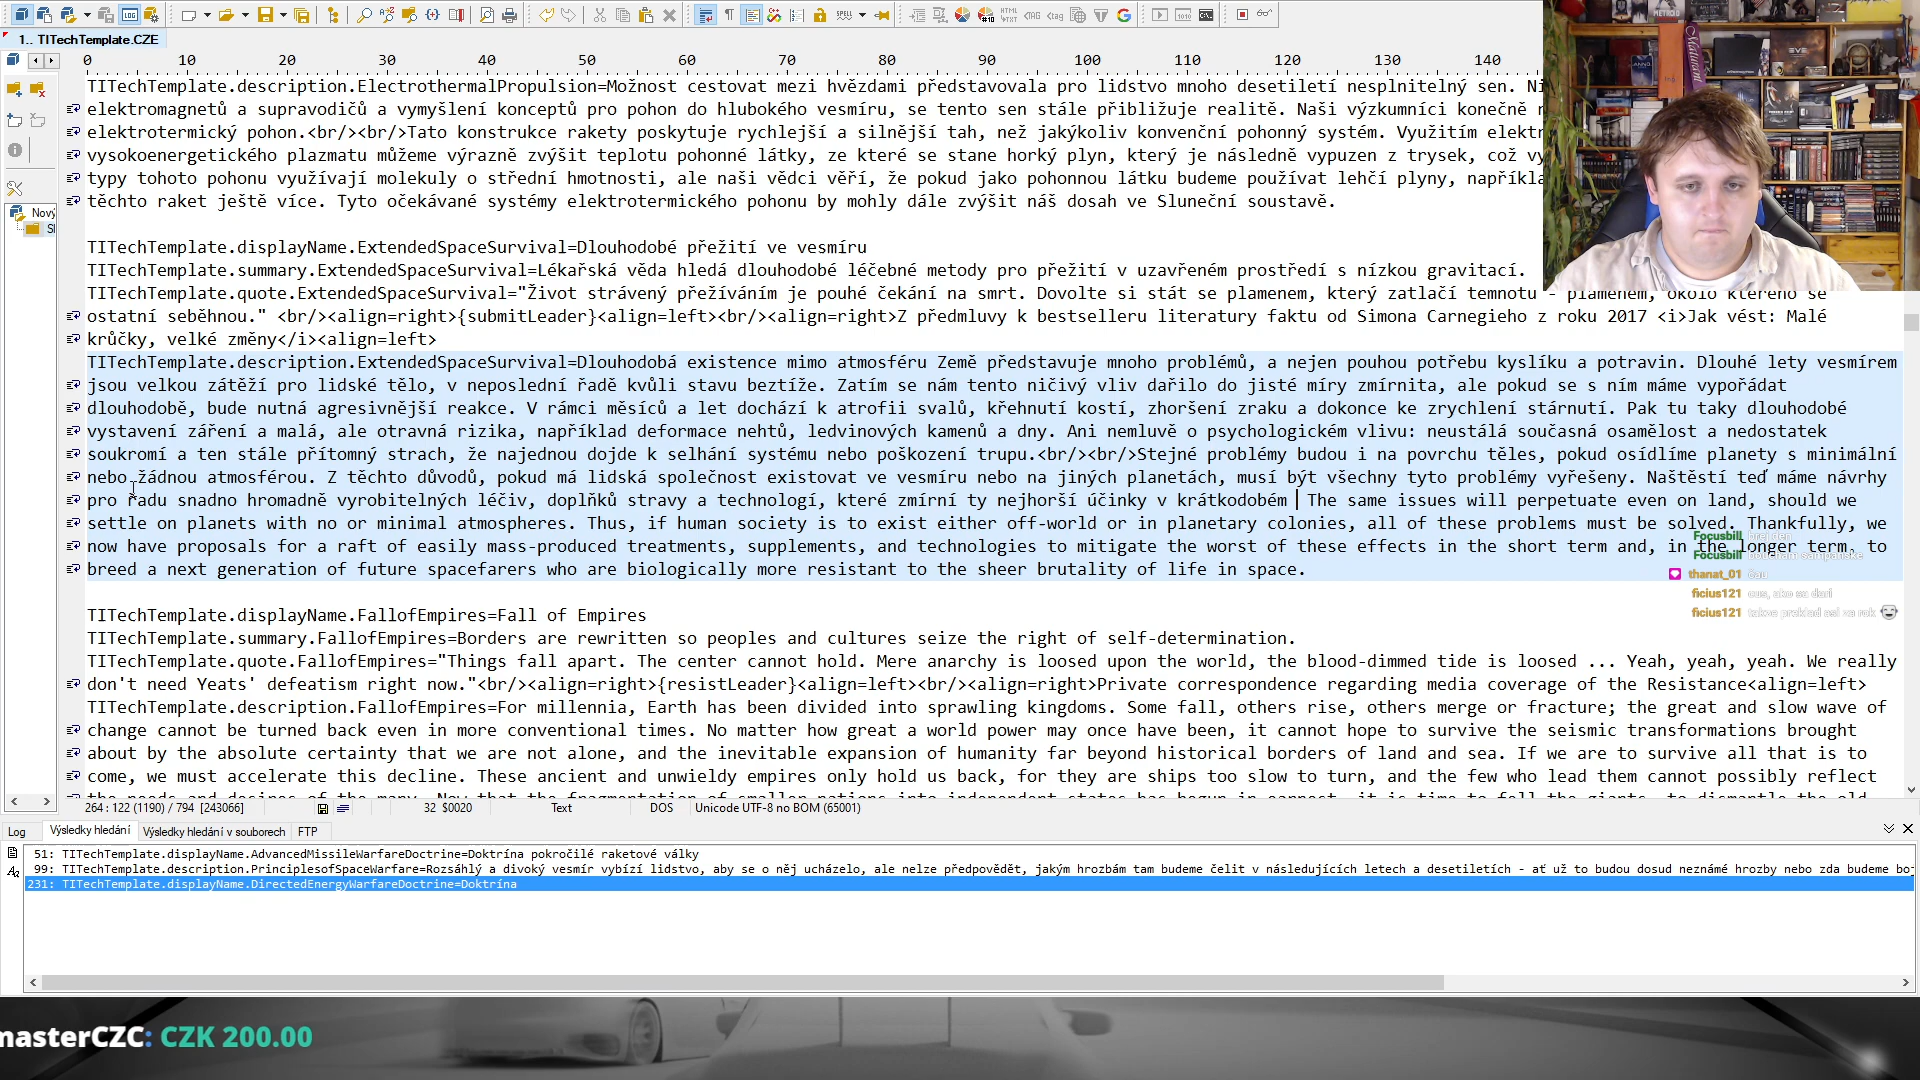 1.. TITechTemplate.CZE
0 10 20 30 40 50 60 70 80 90 100 110 120 130 140
TITechTemplate.description.ElectrothermalPropulsion=Možnost cestovat mezi hvězdami představovala pro lidstvo mnoho desetiletí nesplnitelný sen. Ni
elektromagnetů a supravodičů a vymyšlení konceptů pro pohon do hlubokého vesmíru, se tento sen stále přibližuje realitě. Naši výzkumníci konečně
elektrotermický pohon.<br/><br/>Tato konstrukce rakety poskytuje rychlejší a silnější tah, než jakýkoliv konvenční pohonný systém. Využitím elektr
vysokoenergetického plazmatu můžeme výrazně zvýšit teplotu pohonné látky, ze které se stane horký plyn, který je následně vypuzen z trysek, což vy
typy tohoto pohonu využívají molekuly o střední hmotnosti, ale naši vědci věří, že pokud jako pohonnou látku budeme používat lehčí plyny, napříkla
těchto raket ještě více. Tyto očekávané systémy elektrotermického pohonu by mohly dále zvýšit náš dosah ve Sluneční soustavě.
TITechTemplate.displayName.ExtendedSpaceSurvival=Dlouhodobé přežití ve vesmíru
TITechTemplate.summary.ExtendedSpaceSurvival=Lékařská věda hledá dlouhodobé léčebné metody pro přežití v uzavřeném prostředí s nízkou gravitací.
TITechTemplate.quote.ExtendedSpaceSurvival="Život strávený přežíváním je pouhé čekání na smrt. Dovolte si stát se plamenem, který zatlačí temnotu - plamenem, okolo kterého se
ostatní seběhnou." <br/><align=right>{submitLeader}<align=left><br/><align=right>Z předmluvy k bestselleru literatury faktu od Simona Carnegieho z roku 2017 <i>Jak vést: Malé
krůčky, velké změny</i><align=left>
TITechTemplate.description.ExtendedSpaceSurvival=Dlouhodobá existence mimo atmosféru Země představuje mnoho problémů, a nejen pouhou potřebu kyslíku a potravin. Dlouhé lety vesmírem
jsou velkou zátěží pro lidské tělo, v neposlední řadě kvůli stavu beztíže. Zatím se nám tento ničivý vliv dařilo do jisté míry zmírnita, ale pokud se s ním máme vypořádat
dlouhodobě, bude nutná agresivnější reakce. V rámci měsíců a let dochází k atrofii svalů, křehnutí kostí, zhoršení zraku a dokonce ke zrychlení stárnutí. Pak tu taky dlouhodobé
vystavení záření a malá, ale otravná rizika, například deformace nehtů, ledvinových kamenů a dny. Ani nemluvě o psychologickém vlivu: neustálá současná osamělost a nedostatek
soukromí a ten stále přítomný strach, že najednou dojde k selhání systému nebo poškození trupu.<br/><br/>Stejné problémy budou i na povrchu těles, pokud osídlíme planety s minimální
nebo žádnou atmosférou. Z těchto důvodů, pokud má lidská společnost existovat ve vesmíru nebo na jiných planetách, musí být všechny tyto problémy vyřešeny. Naštěstí teď máme návrhy
pro řadu snadno hromadně vyrobitelných léčiv, doplňků stravy a technologí, které zmírní ty nejhorší účinky v krátkodobém The same issues will perpetuate even on land, should we
settle on planets with no or minimal atmospheres. Thus, if human society is to exist either off-world or in planetary colonies, all of these problems must be solved. Thankfully, we
now have proposals for a raft of easily mass-produced treatments, supplements, and technologies to mitigate the worst of these effects in the short term and, in the longer term, to
breed a next generation of future spacefarers who are biologically more resistant to the sheer brutality of life in space.
Focusbill
Focusbill
thanat_01 čau
ficius121
ficius121
TITechTemplate.displayName.FallofEmpires=Fall of Empires
TITechTemplate.summary.FallofEmpires=Borders are rewritten so peoples and cultures seize the right of self-determination.
TITechTemplate.quote.FallofEmpires="Things fall apart. The center cannot hold. Mere anarchy is loosed upon the world, the blood-dimmed tide is loosed ... Yeah, yeah, yeah. We really
don't need Yeats' defeatism right now."<br/><align=right>{resistLeader}<align=left><br/><align=right>Private correspondence regarding media coverage of the Resistance<align=left>
TITechTemplate.description.FallofEmpires=For millennia, Earth has been divided into sprawling kingdoms. Some fall, others rise, others merge or fracture; the great and slow wave of
change cannot be turned back even in more conventional times. No matter how great a world power may once have been, it cannot hope to survive the seismic transformations brought
about by the absolute certainty that we are not alone, and the inevitable expansion of humanity far beyond historical borders of land and sea. If we are to survive all that is to
come, we must accelerate this decline. These ancient and unwieldy empires only hold us back, for they are ships too slow to turn, and the few who lead them cannot possibly reflect
Nový
264 : 122 (1190) / 794 [243066] 32 $0020 Text DOS Unicode UTF-8 no BOM (65001)
Log Výsledky hledání Výsledky hledání v souborech FTP
51: TITechTemplate.displayName.AdvancedMissileWarfareDoctrine=Doktrína pokročilé raketové války
99: TITechTemplate.description.PrinciplesofSpaceWarfare=Rozsáhlý a divoký vesmír vybízí lidstvo, aby se o něj ucházelo, ale nelze předpovědět, jakým hrozbám tam budeme čelit v následujících letech a desetiletích - ať už to budou dosud neznámé hrozby nebo zda budeme bo
231: TITechTemplate.displayName.DirectedEnergyWarfareDoctrine=Doktrína
masterCZC: CZK 200.00